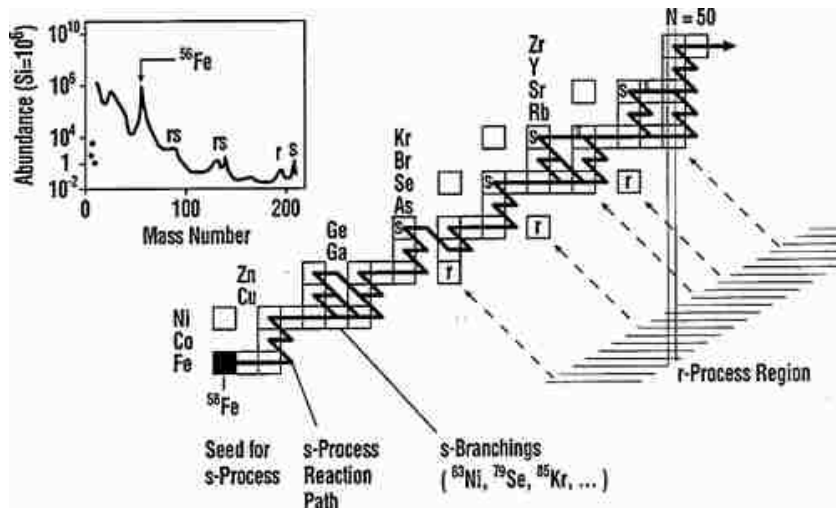 N = 50
10¹⁰
10⁸
10⁶
10⁴
1
10⁻²
Abundance (Si=10⁶)
⁵⁶Fe
rs
rs
r
s
0
100
200
Mass Number
Zr
Y
Sr
Rb
Kr
Br
Se
As
Ge
Ga
Zn
Cu
Ni
Co
Fe
s
s
s
s
r
r
r
⁵⁶Fe
r-Process Region
Seed for
s-Process
s-Process
Reaction
Path
s-Branchings
( ⁶³Ni, ⁷⁹Se, ⁸⁵Kr, ... )